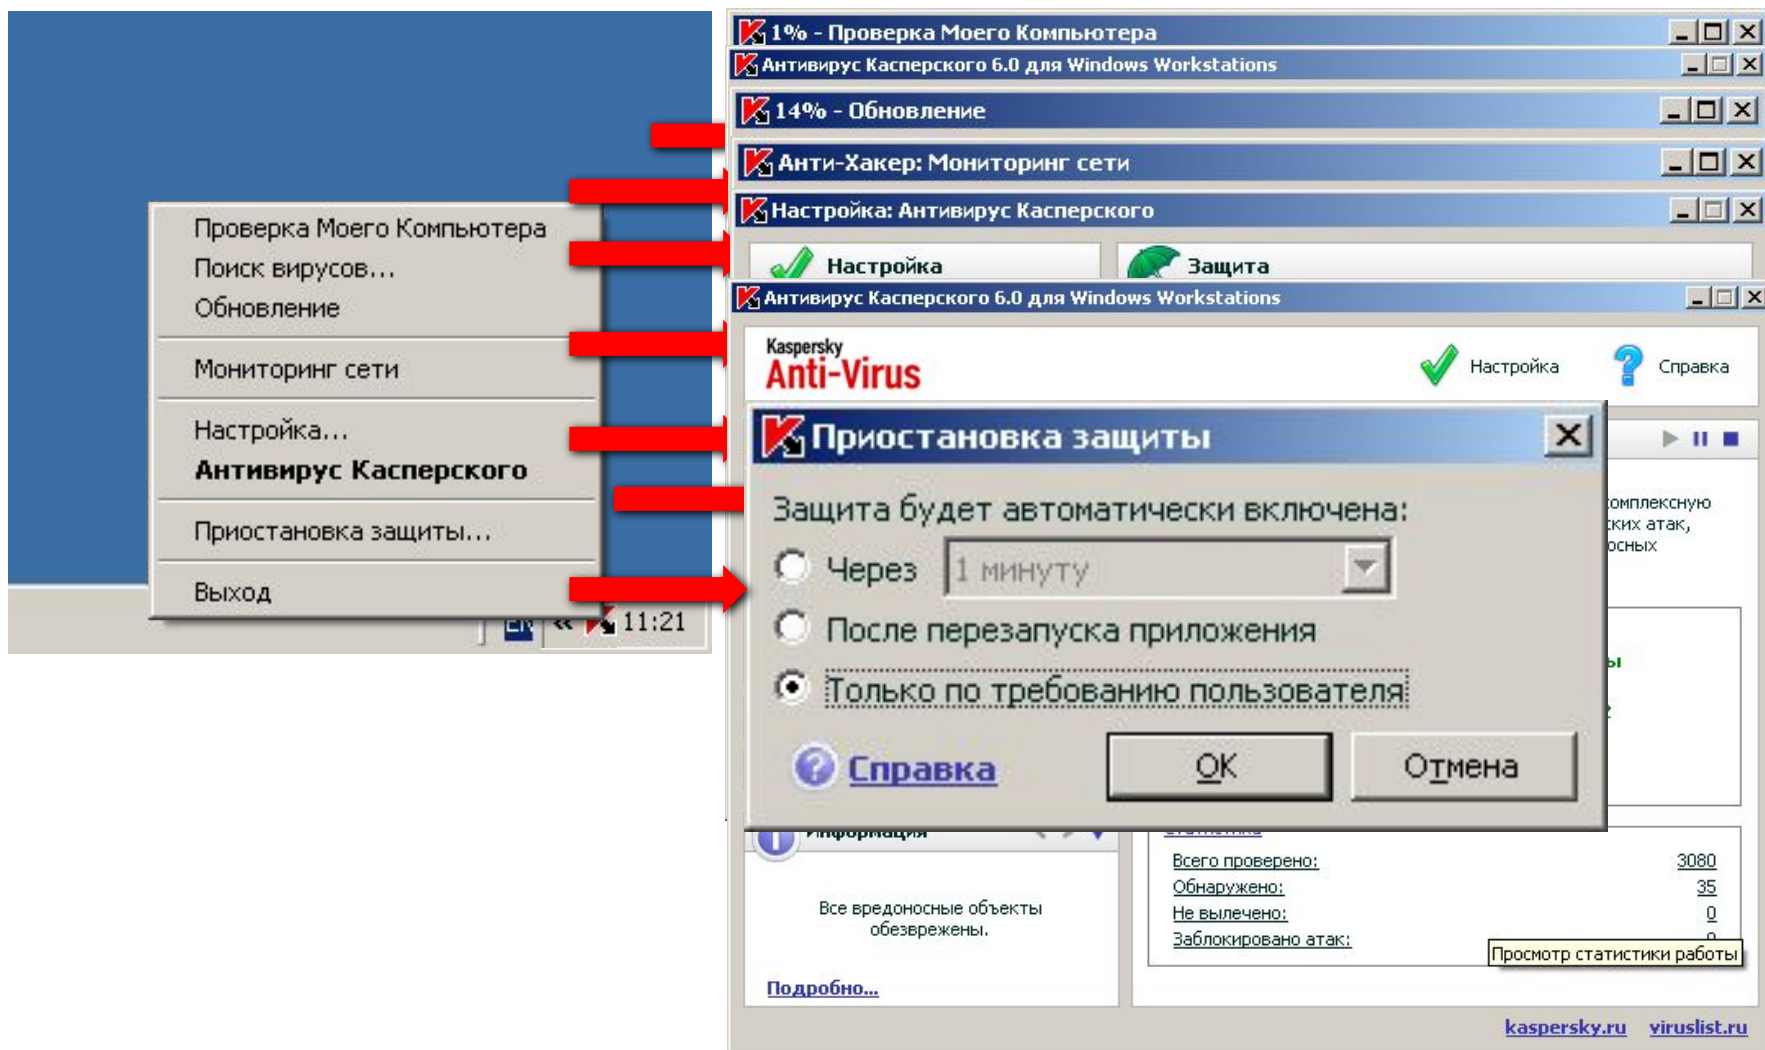 Проверка Моего Компьютера
Поиск вирусов...
Обновление
Мониторинг сети
Настройка...
Антивирус Касперского
Приостановка защиты...
Выход
EN « 11:21
1% - Проверка Моего Компьютера
Антивирус Касперского 6.0 для Windows Workstations
14% - Обновление
Анти-Хакер: Мониторинг сети
Настройка: Антивирус Касперского
Настройка Защита
Антивирус Касперского 6.0 для Windows Workstations
Kaspersky
Anti-Virus
Настройка Справка
Приостановка защиты
Защита будет автоматически включена:
Через 1 минуту
После перезапуска приложения
Только по требованию пользователя
Справка OK Отмена
омплексную
ских атак,
осных
ы
Информация
Статистика
Всего проверено: 3080
Обнаружено: 35
Не вылечено: 0
Заблокировано атак:
Просмотр статистики работы
Все вредоносные объекты
обезврежены.
Подробно...
kaspersky.ru viruslist.ru